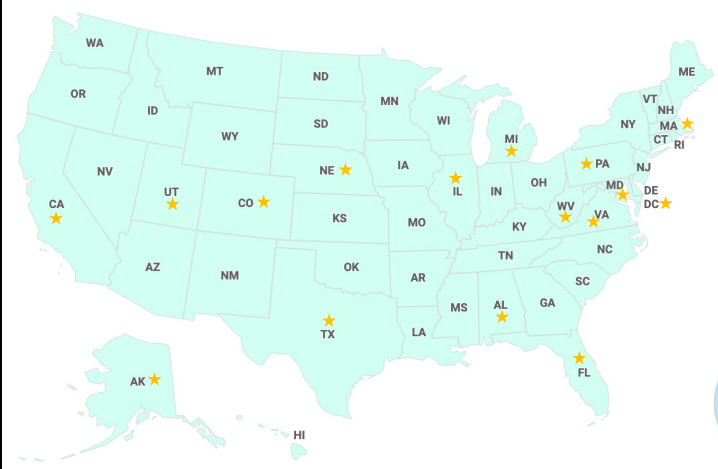 WA
MT
ND
MN
ME
OR
ID
SD
WI
VT
NH
WY
MI
NY
MA
CT
RI
NV
UT
NE
IA
IL
IN
OH
PA
NJ
CA
CO
MD
DE
DC
KS
MO
KY
WV
VA
AZ
NM
OK
AR
TN
NC
SC
TX
LA
MS
AL
GA
FL
AK
HI